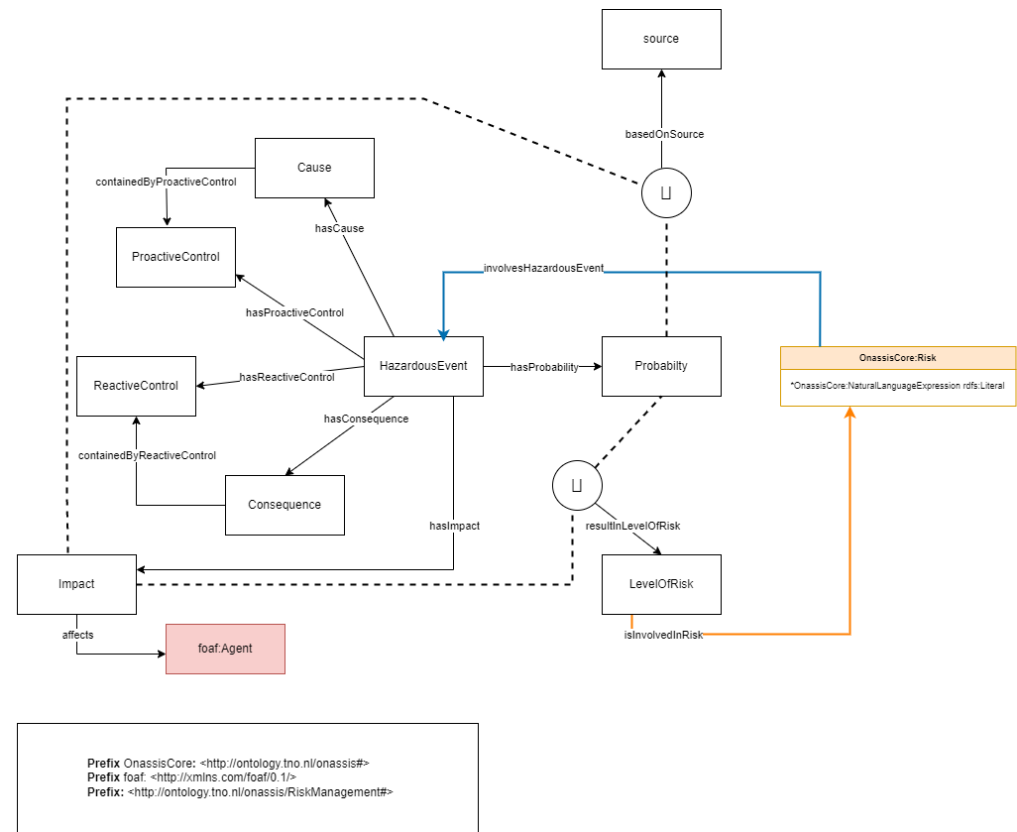 source
basedOnSource
Cause
containedByProactiveControl
hasCause
ProactiveControl
involvesHazardousEvent
hasProactiveControl
HazardousEvent
hasProbability
Probabilty
OnassisCore:Risk
*OnassisCore:NaturalLanguageExpression rdfs:Literal
ReactiveControl
hasReactiveControl
hasConsequence
containedByReactiveControl
Consequence
hasImpact
resultInLevelOfRisk
Impact
LevelOfRisk
affects
isInvolvedInRisk
foaf:Agent
Prefix OnassisCore: <http://ontology.tno.nl/onassis#>
Prefix foaf: <http://xmlns.com/foaf/0.1/>
Prefix: <http://ontology.tno.nl/onassis/RiskManagement#>